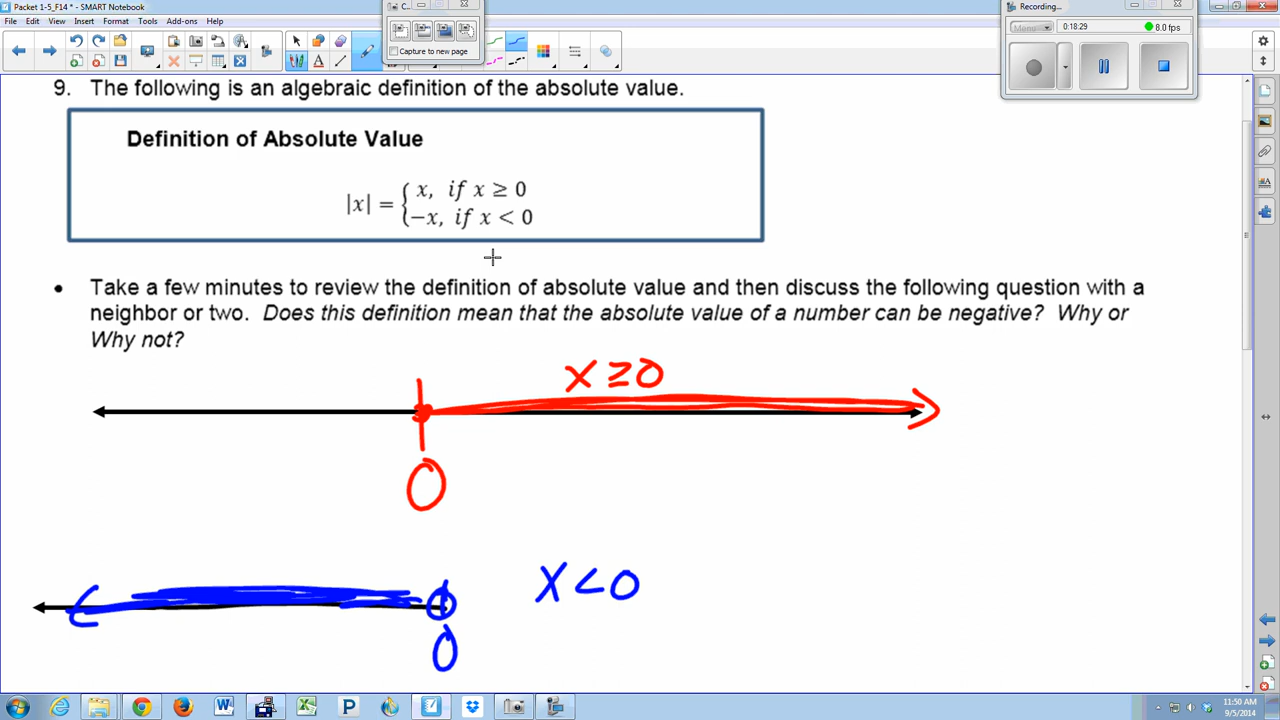 Packet 1-5_F14 * - SMART Notebook
File Edit View Insert Format Tools Add-ons Help
C...
Capture to new page
Recording...
Menu
0:18:29
8.0 fps
9. The following is an algebraic definition of the absolute value.
Definition of Absolute Value
|x| = { x, if x ≥ 0
−x, if x < 0
• Take a few minutes to review the definition of absolute value and then discuss the following question with a
neighbor or two. Does this definition mean that the absolute value of a number can be negative? Why or
Why not?
x ≥ 0
0
x < 0
0
11:50 AM
9/5/2014